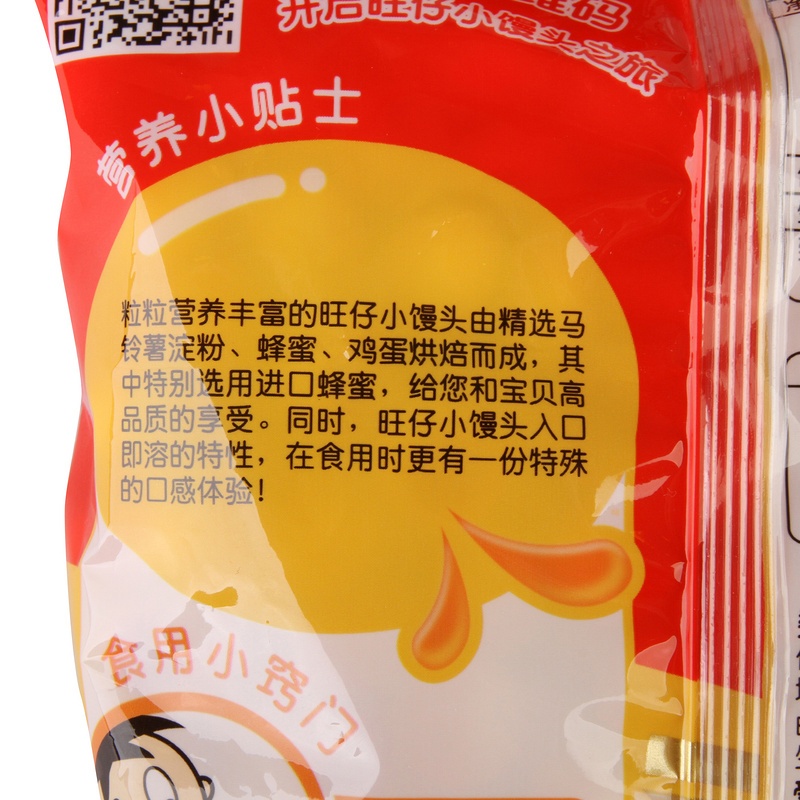 维码
开启旺仔小馒头之旅
营养小贴士
粒粒营养丰富的旺仔小馒头由精选马
铃薯淀粉、蜂蜜、鸡蛋烘焙而成，其
中特别选用进口蜂蜜，给您和宝贝高
品质的享受。同时，旺仔小馒头入口
即溶的特性，在食用时更有一份特殊
的口感体验！
食用小窍门